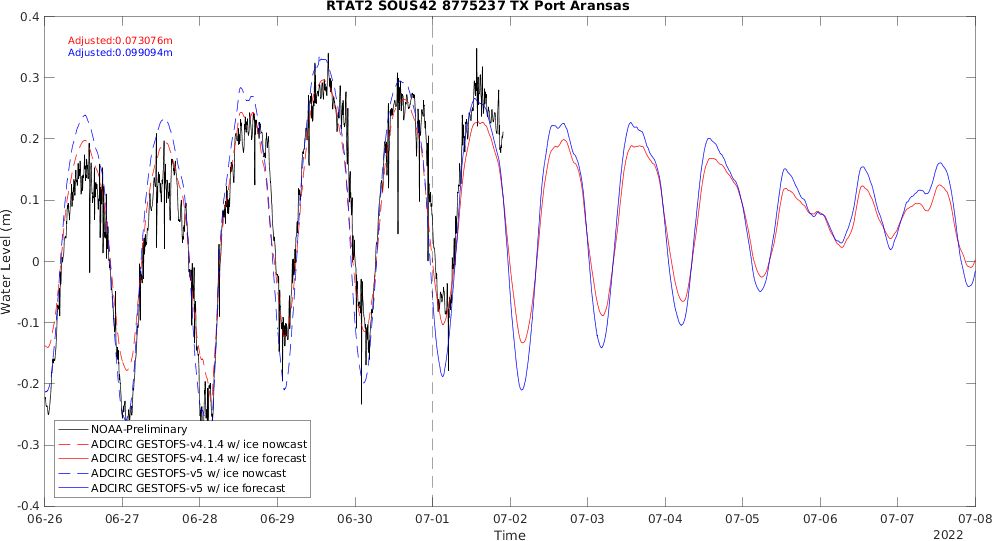 RTAT2 SOUS42 8775237 TX Port Aransas
Adjusted:0.073076m
Adjusted:0.099094m
0.4
0.3
0.2
0.1
0
-0.1
-0.2
-0.3
-0.4
Water Level (m)
NOAA-Preliminary
ADCIRC GESTOFS-v4.1.4 w/ ice nowcast
ADCIRC GESTOFS-v4.1.4 w/ ice forecast
ADCIRC GESTOFS-v5 w/ ice nowcast
ADCIRC GESTOFS-v5 w/ ice forecast
06-26 06-27 06-28 06-29 06-30 07-01 07-02 07-03 07-04 07-05 07-06 07-07 07-08
Time
2022